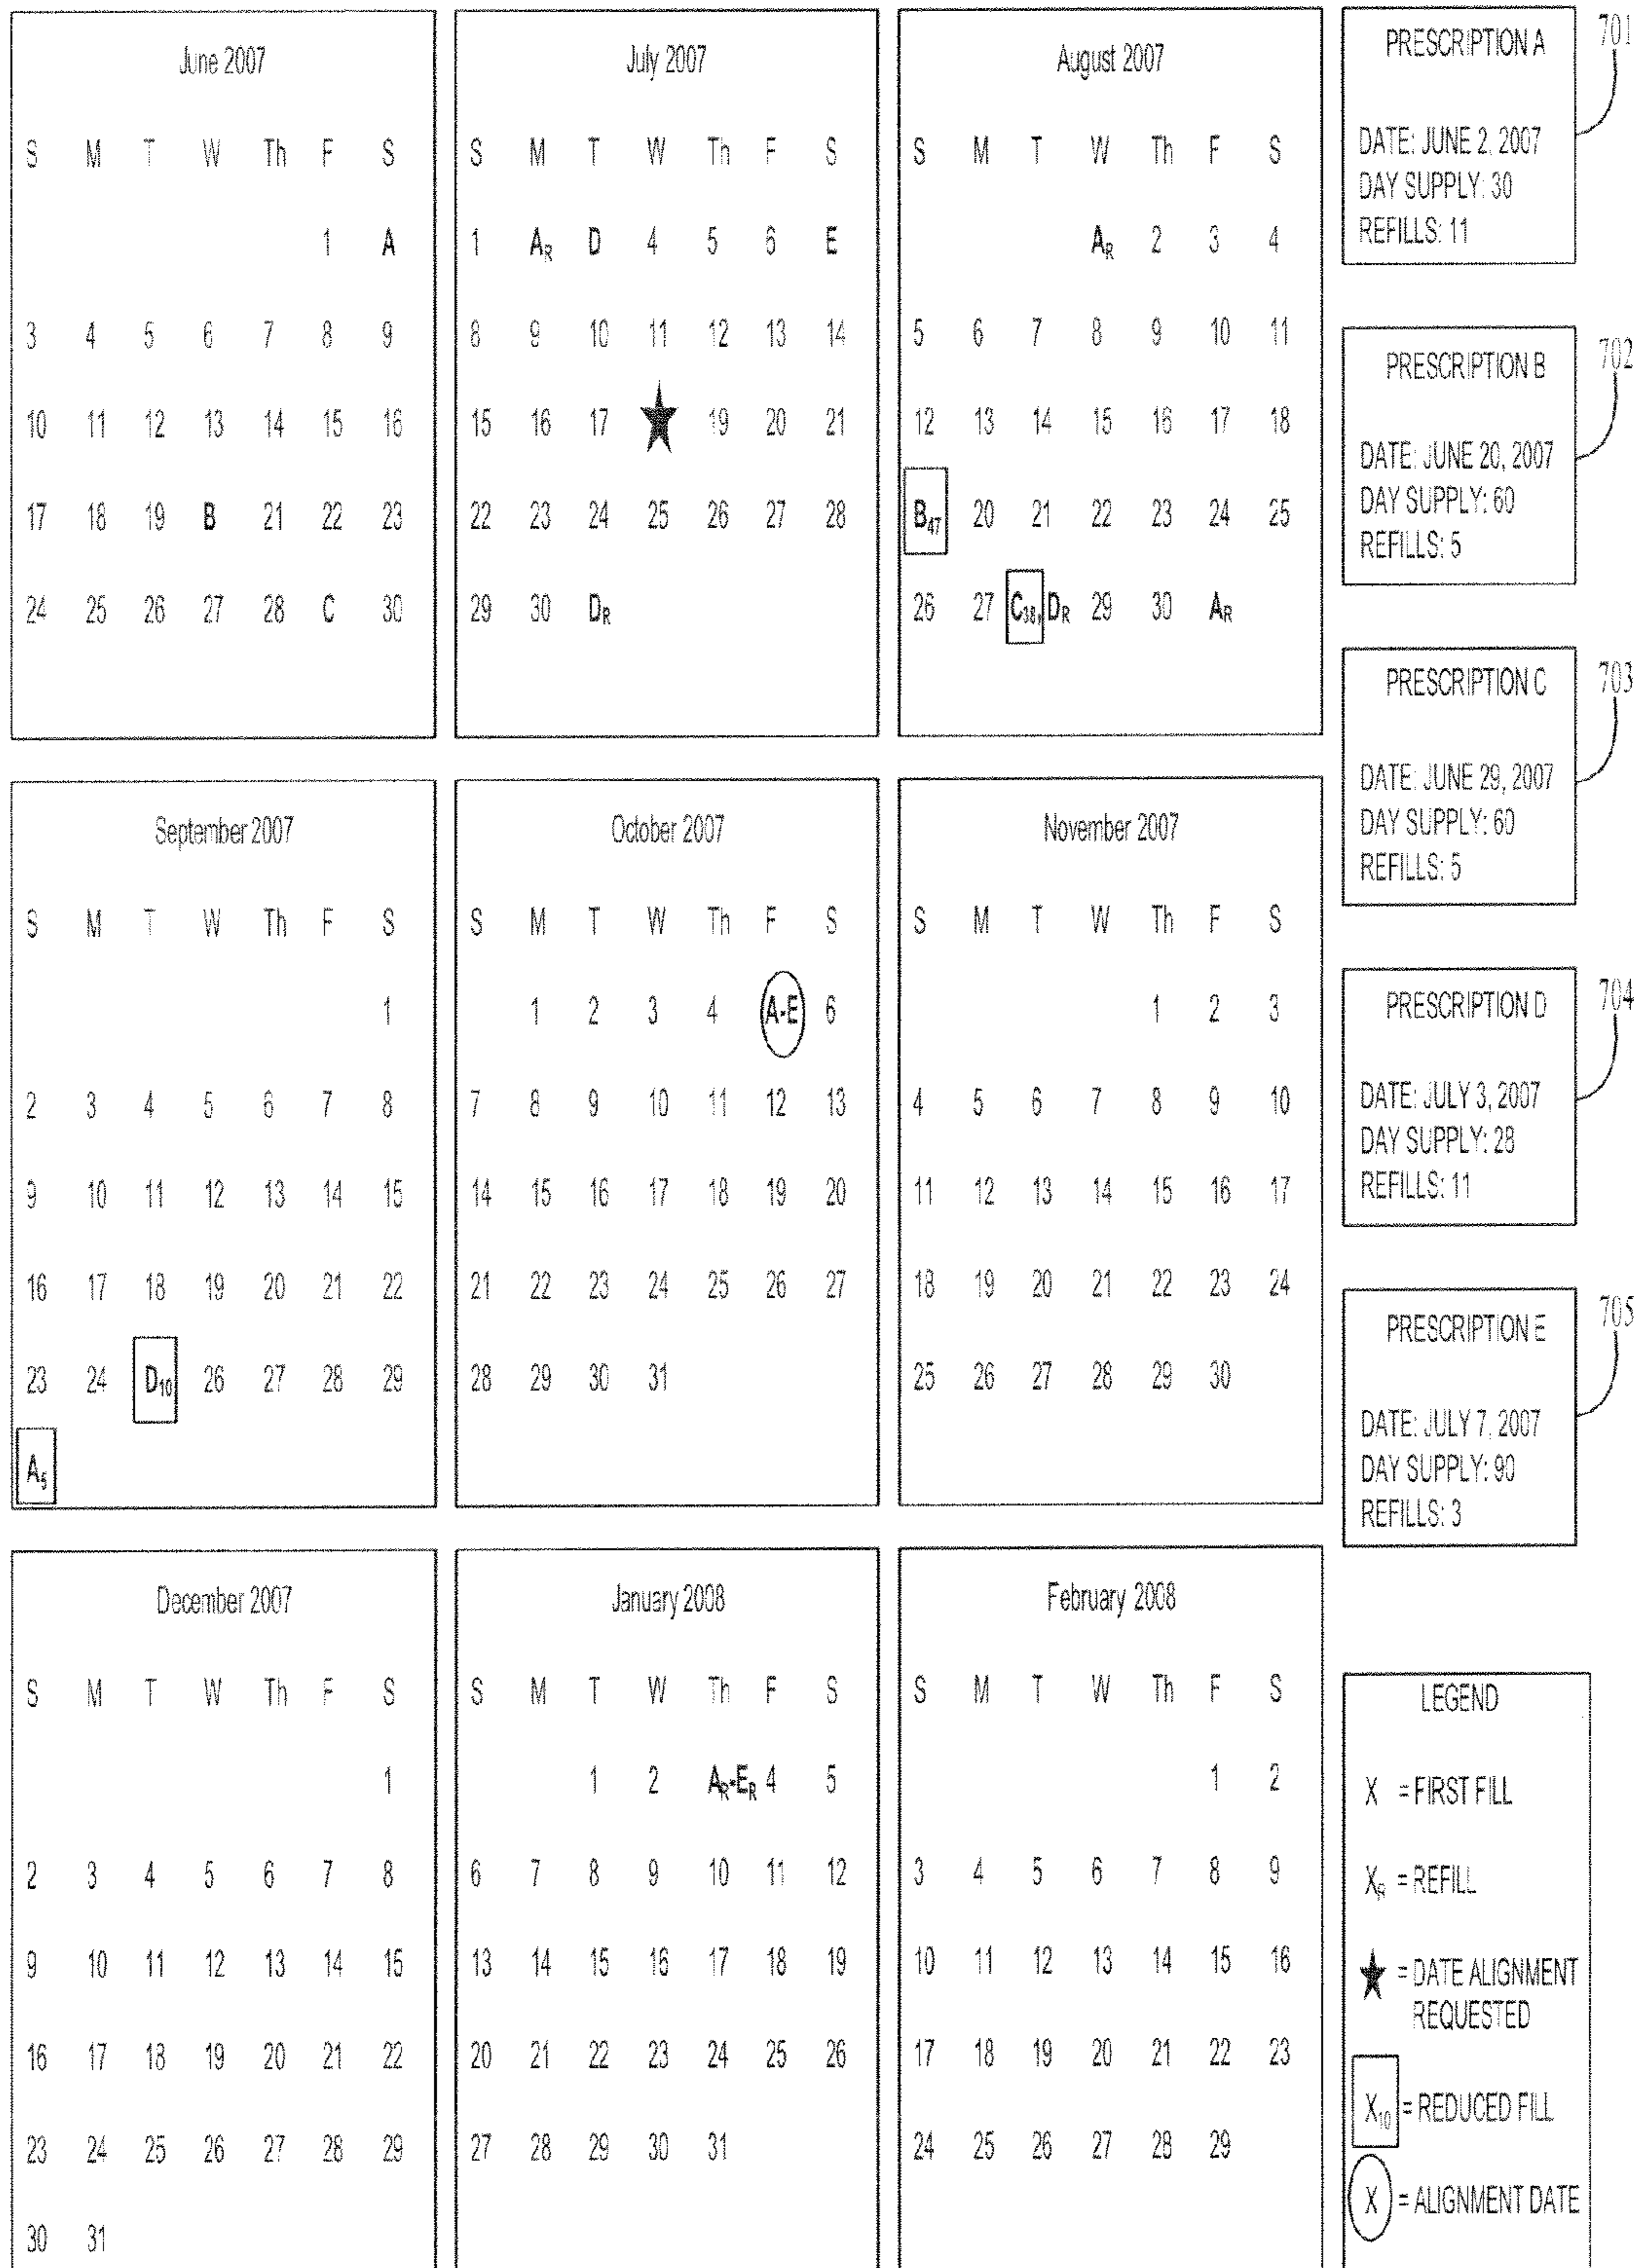 June 2007
S M T W Th F S
1 A
3 4 5 6 7 8 9
10 11 12 13 14 15 16
17 18 19 B 21 22 23
24 25 26 27 28 C 30
July 2007
S M T W Th F S
1 AR D 4 5 6 E
8 9 10 11 12 13 14
15 16 17 ★ 19 20 21
22 23 24 25 26 27 28
29 30 DR
August 2007
S M T W Th F S
AR 2 3 4
5 6 7 8 9 10 11
12 13 14 15 16 17 18
B47 20 21 22 23 24 25
26 27 C38, DR 29 30 AR
PRESCRIPTION A
DATE: JUNE 2, 2007
DAY SUPPLY: 30
REFILLS: 11
701
PRESCRIPTION B
DATE: JUNE 20, 2007
DAY SUPPLY: 60
REFILLS: 5
702
PRESCRIPTION C
DATE: JUNE 29, 2007
DAY SUPPLY: 60
REFILLS: 5
703
September 2007
S M T W Th F S
1
2 3 4 5 6 7 8
9 10 11 12 13 14 15
16 17 18 19 20 21 22
23 24 D10 26 27 28 29
A5
October 2007
S M T W Th F S
1 2 3 4 A-E 6
7 8 9 10 11 12 13
14 15 16 17 18 19 20
21 22 23 24 25 26 27
28 29 30 31
November 2007
S M T W Th F S
1 2 3
4 5 6 7 8 9 10
11 12 13 14 15 16 17
18 19 20 21 22 23 24
25 26 27 28 29 30
PRESCRIPTION D
DATE: JULY 3, 2007
DAY SUPPLY: 28
REFILLS: 11
704
PRESCRIPTION E
DATE: JULY 7, 2007
DAY SUPPLY: 90
REFILLS: 3
705
December 2007
S M T W Th F S
1
2 3 4 5 6 7 8
9 10 11 12 13 14 15
16 17 18 19 20 21 22
23 24 25 26 27 28 29
30 31
January 2008
S M T W Th F S
1 2 AR-ER 4 5
6 7 8 9 10 11 12
13 14 15 16 17 18 19
20 21 22 23 24 25 26
27 28 29 30 31
February 2008
S M T W Th F S
1 2
3 4 5 6 7 8 9
10 11 12 13 14 15 16
17 18 19 20 21 22 23
24 25 26 27 28 29
LEGEND
X = FIRST FILL
XR = REFILL
★ = DATE ALIGNMENT
REQUESTED
X10 = REDUCED FILL
X = ALIGNMENT DATE